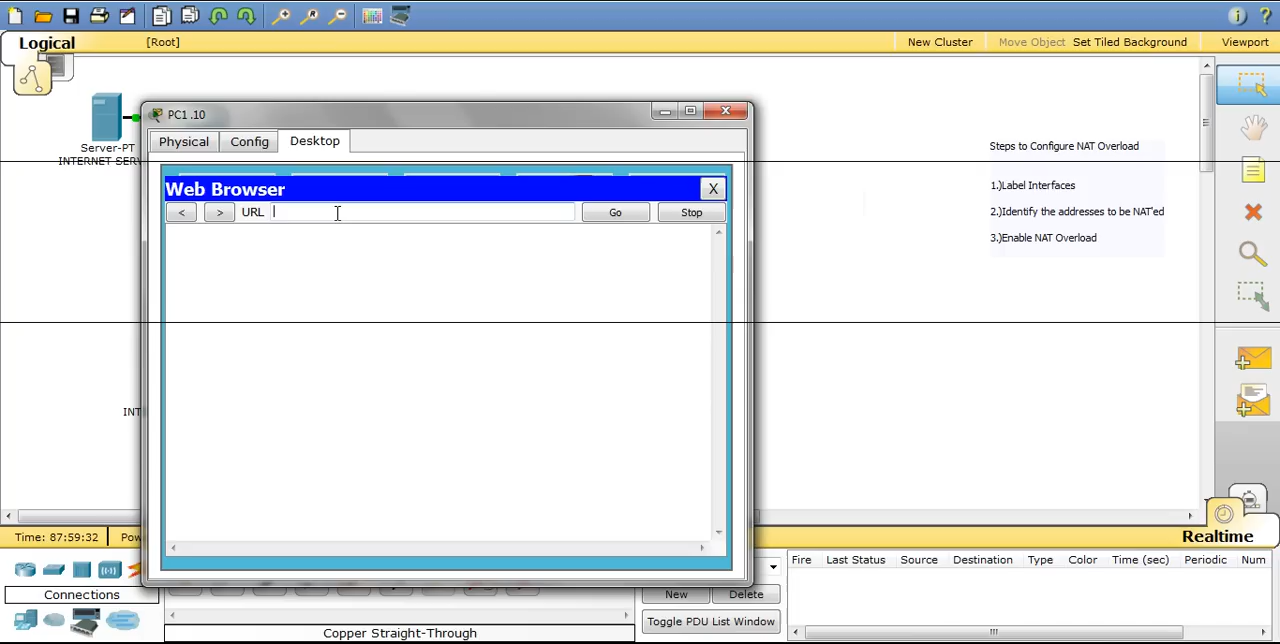 Logical
[Root]
New Cluster
Move Object
Set Tiled Background
Viewport
Server-PT
INTERNET SERV
PC1 .10
Physical
Config
Desktop
Web Browser
X
<
>
URL
Go
Stop
Steps to Configure NAT Overload
1.)Label Interfaces
2.)Identify the addresses to be NAT'ed
3.)Enable NAT Overload
INT
Time: 87:59:32
Pow
Realtime
Connections
Copper Straight-Through
New
Delete
Toggle PDU List Window
Fire
Last Status
Source
Destination
Type
Color
Time (sec)
Periodic
Num